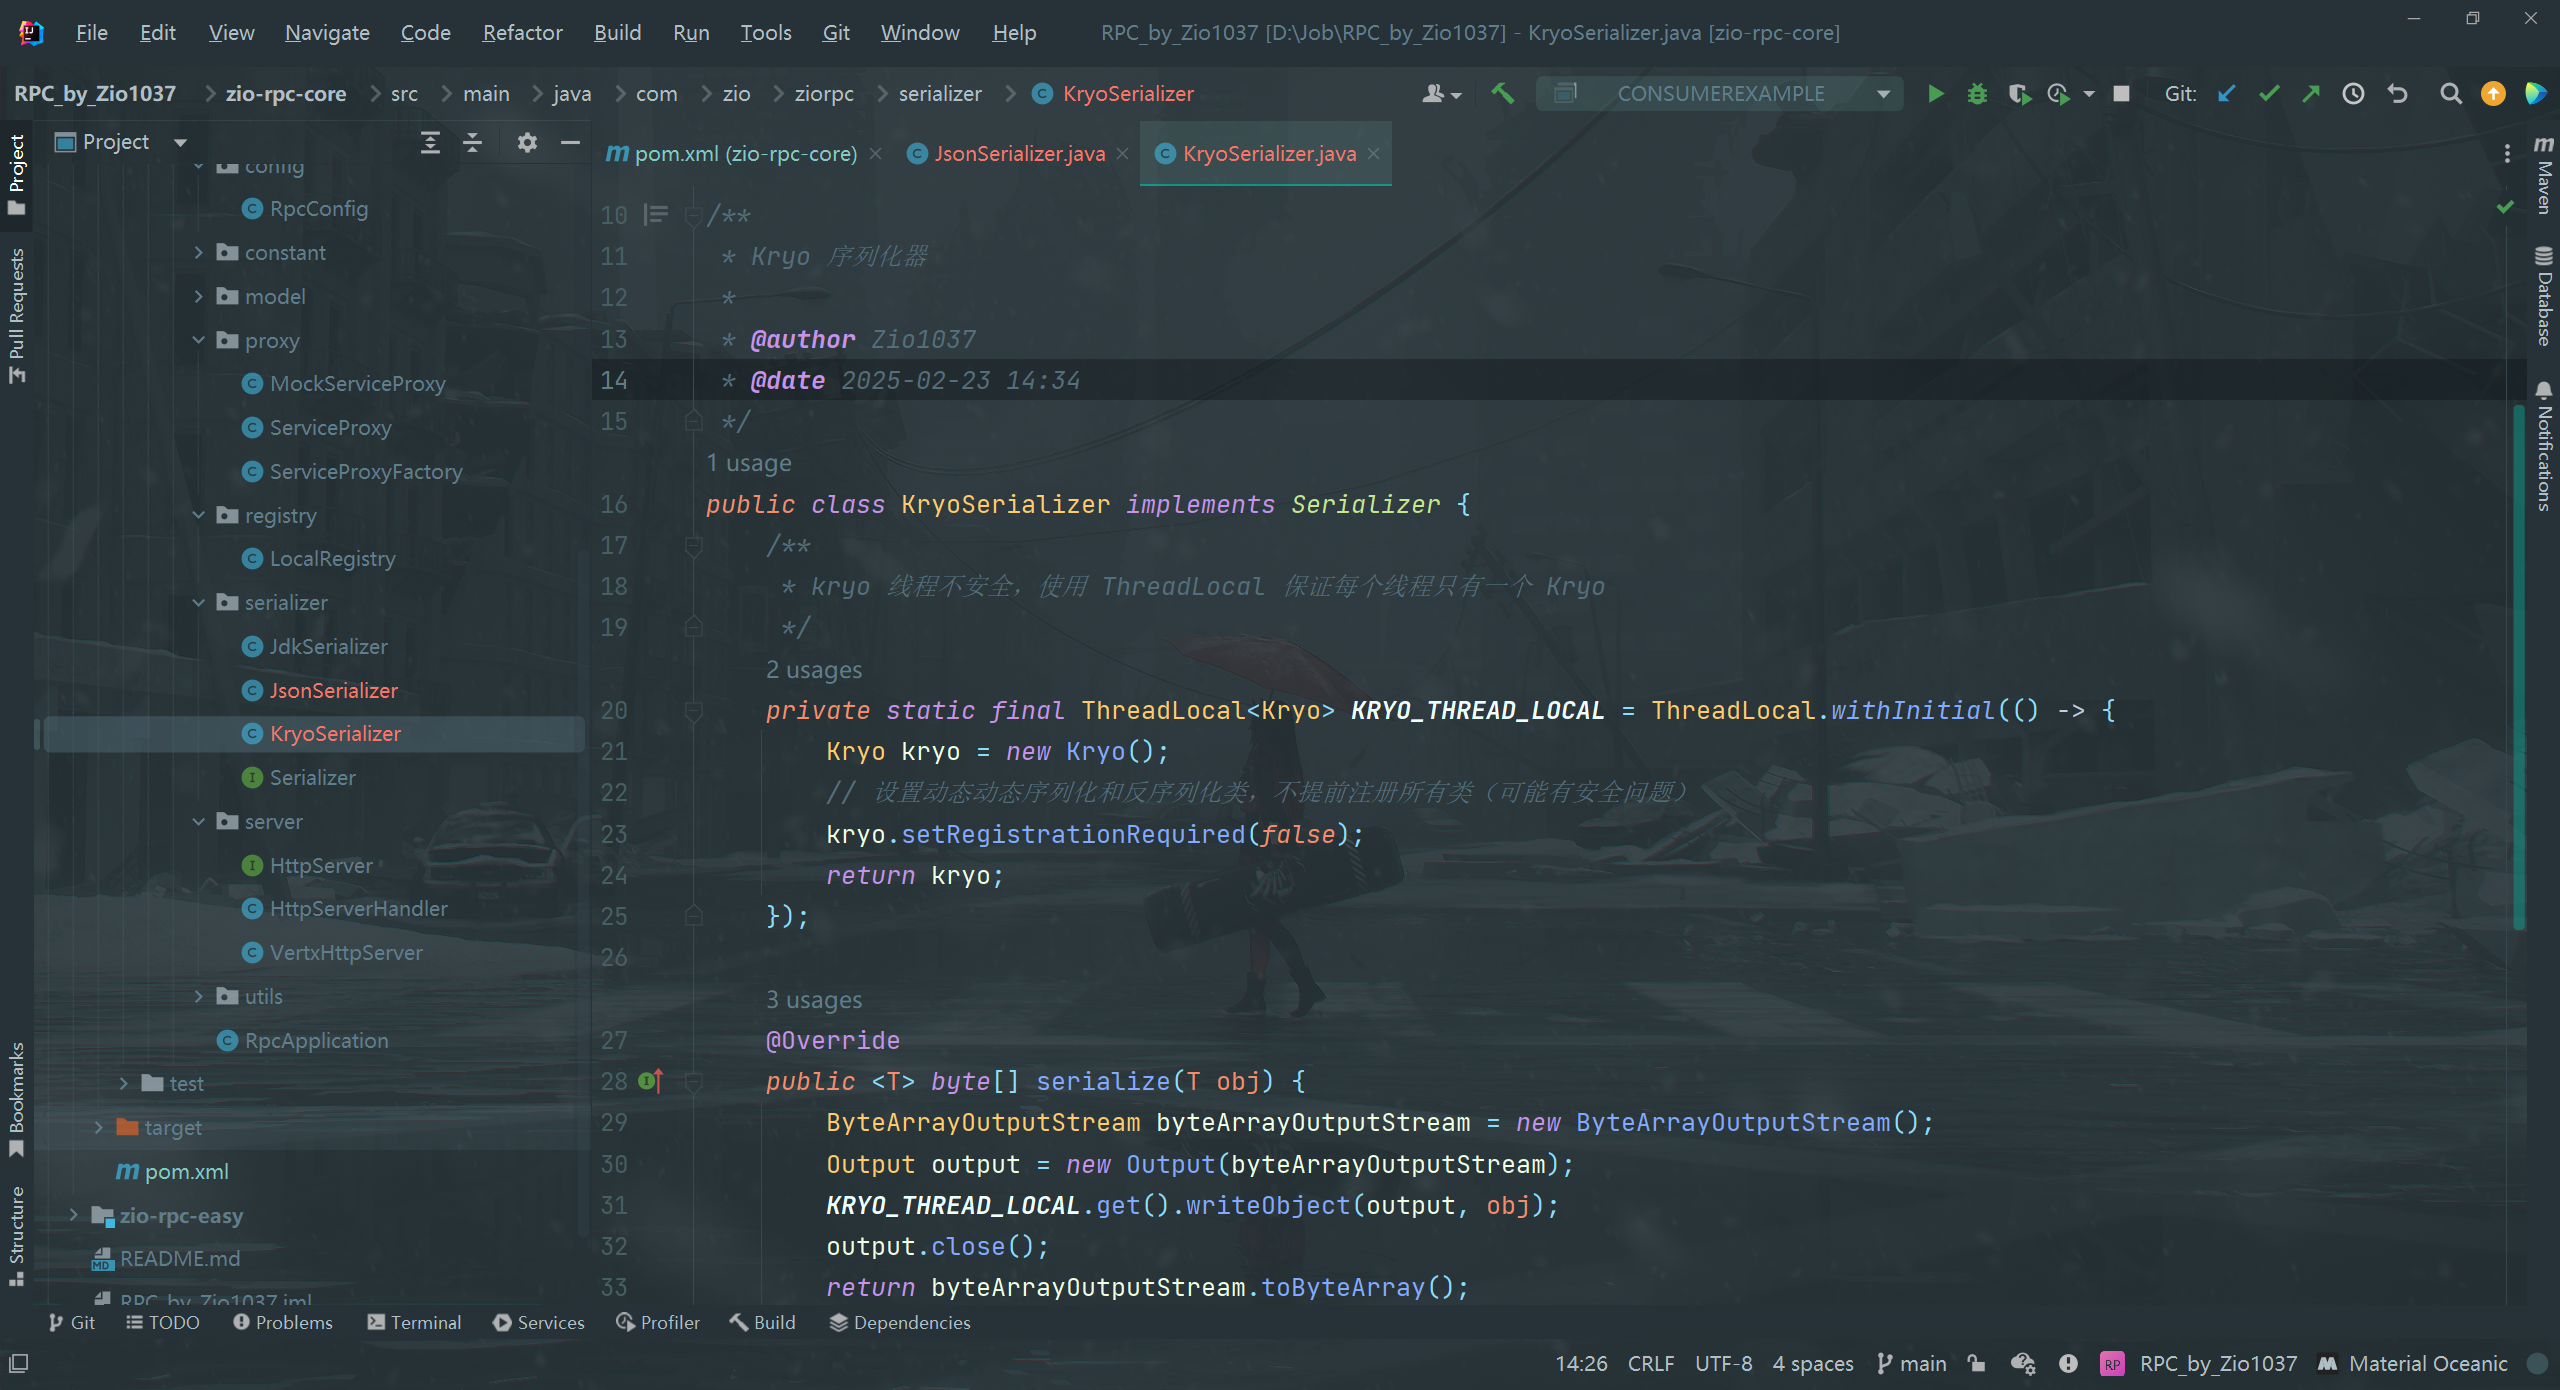 File Edit View Navigate Code Refactor Build Run Tools Git Window Help RPC_by_Zio1037 [D:\Job\RPC_by_Zio1037] - KryoSerializer.java [zio-rpc-core]
RPC_by_Zio1037 zio-rpc-core src main java com zio ziorpc serializer KryoSerializer CONSUMEREXAMPLE Git:
Project
pom.xml (zio-rpc-core) JsonSerializer.java KryoSerializer.java
Project
Pull Requests
Bookmarks
Structure
config
RpcConfig
constant
model
proxy
MockServiceProxy
ServiceProxy
ServiceProxyFactory
registry
LocalRegistry
serializer
JdkSerializer
JsonSerializer
KryoSerializer
Serializer
server
HttpServer
HttpServerHandler
VertxHttpServer
utils
RpcApplication
test
target
pom.xml
zio-rpc-easy
README.md
RPC_by_Zio1037.iml
10 /**
11 * Kryo 序列化器
12 *
13 * @author Zio1037
14 * @date 2025-02-23 14:34
15 */
1 usage
16 public class KryoSerializer implements Serializer {
17 /**
18 * kryo 线程不安全，使用 ThreadLocal 保证每个线程只有一个 Kryo
19 */
2 usages
20 private static final ThreadLocal<Kryo> KRYO_THREAD_LOCAL = ThreadLocal.withInitial(() -> {
21 Kryo kryo = new Kryo();
22 // 设置动态动态序列化和反序列化类，不提前注册所有类（可能有安全问题）
23 kryo.setRegistrationRequired(false);
24 return kryo;
25 });
26
3 usages
27 @Override
28 public <T> byte[] serialize(T obj) {
29 ByteArrayOutputStream byteArrayOutputStream = new ByteArrayOutputStream();
30 Output output = new Output(byteArrayOutputStream);
31 KRYO_THREAD_LOCAL.get().writeObject(output, obj);
32 output.close();
33 return byteArrayOutputStream.toByteArray();
Maven
Database
Notifications
Git TODO Problems Terminal Services Profiler Build Dependencies
14:26 CRLF UTF-8 4 spaces main RP RPC_by_Zio1037 Material Oceanic